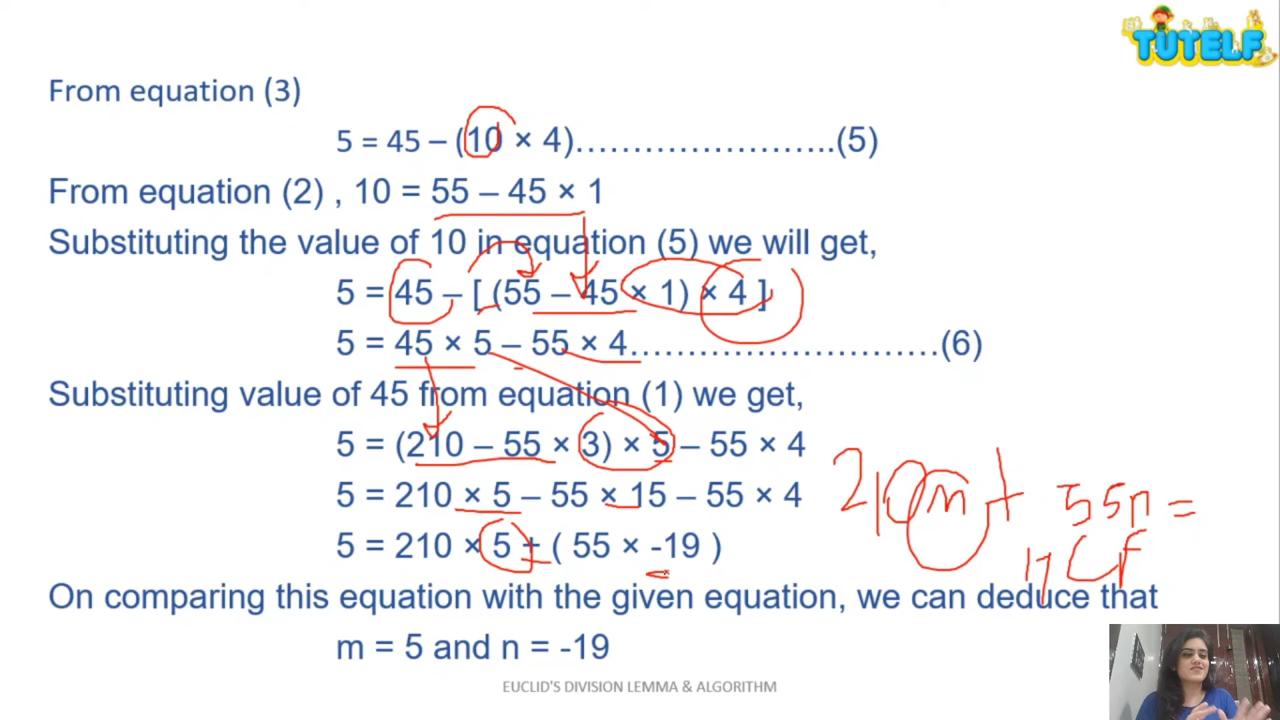 TUTELF
From equation (3)
5 = 45 – (10 × 4)…………………..(5)
From equation (2) , 10 = 55 – 45 × 1
Substituting the value of 10 in equation (5) we will get,
5 = 45 – [ (55 – 45 × 1) × 4 ]
5 = 45 × 5 – 55 × 4………………………(6)
Substituting value of 45 from equation (1) we get,
5 = (210 – 55 × 3) × 5 – 55 × 4
5 = 210 × 5 – 55 × 15 – 55 × 4
5 = 210 × 5 + ( 55 × -19 )
210m + 55n =
HCF
On comparing this equation with the given equation, we can deduce that
m = 5 and n = -19
EUCLID'S DIVISION LEMMA & ALGORITHM